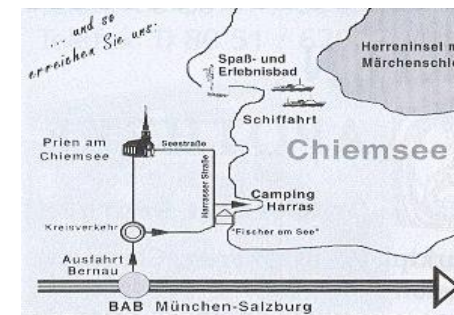 ... und so
erreichen Sie uns:
Spaß- und
Erlebnisbad
Herreninsel m
Märchenschl
Schiffahrt
Prien am
Chiemsee
Seestraße
Chiemsee
Harrasser Straße
Camping
Harras
Kreisverkehr
"Fischer am See"
Ausfahrt
Bernau
BAB München-Salzburg